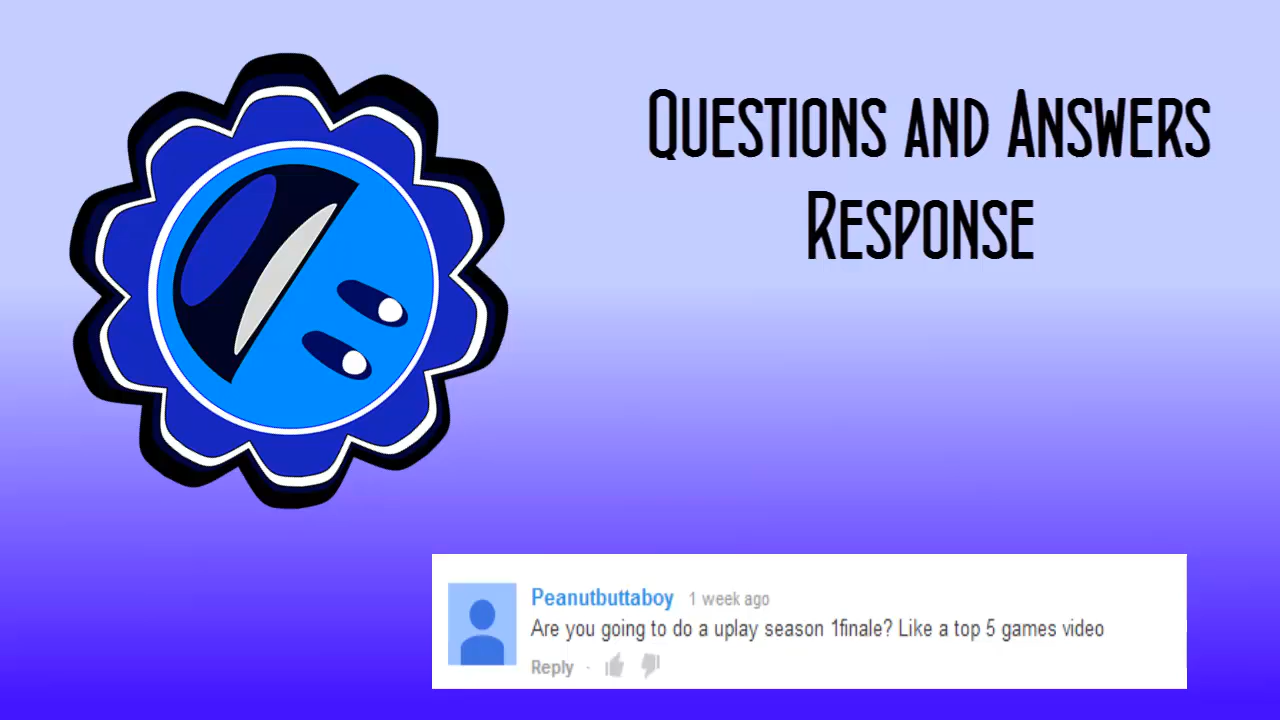 Questions and Answers
Response
Peanutbuttaboy 1 week ago
Are you going to do a uplay season 1finale? Like a top 5 games video
Reply ·